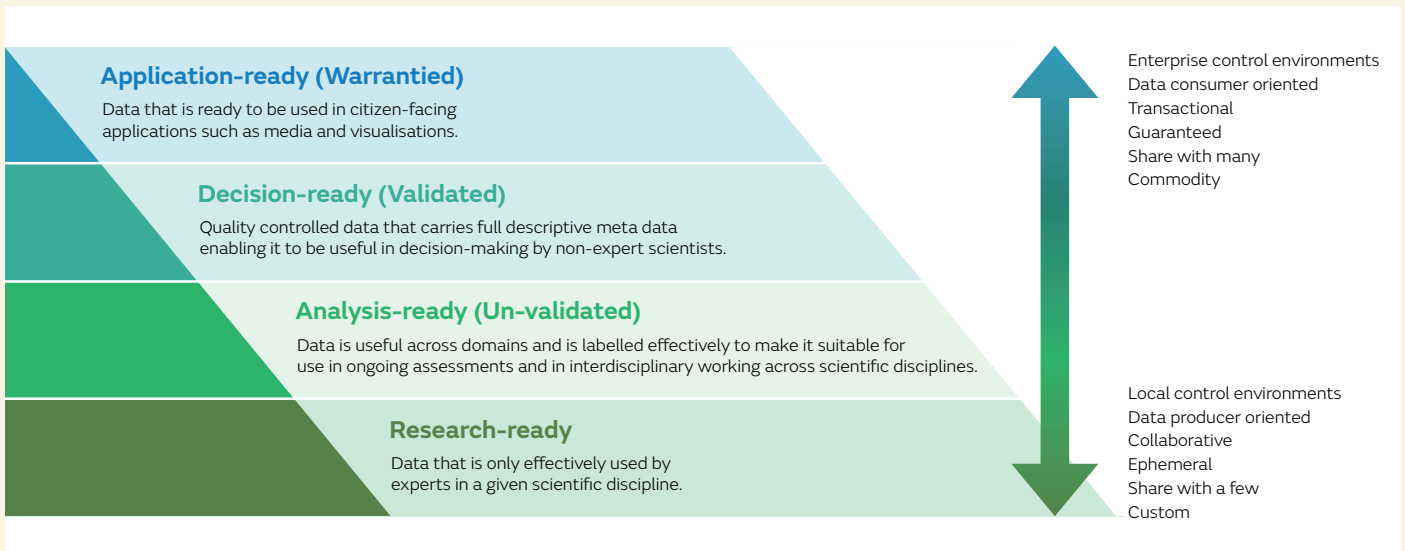 Application-ready (Warrantied)
Data that is ready to be used in citizen-facing
applications such as media and visualisations.
Decision-ready (Validated)
Quality controlled data that carries full descriptive meta data
enabling it to be useful in decision-making by non-expert scientists.
Analysis-ready (Un-validated)
Data is useful across domains and is labelled effectively to make it suitable for
use in ongoing assessments and in interdisciplinary working across scientific disciplines.
Research-ready
Data that is only effectively used by
experts in a given scientific discipline.
Enterprise control environments
Data consumer oriented
Transactional
Guaranteed
Share with many
Commodity
Local control environments
Data producer oriented
Collaborative
Ephemeral
Share with a few
Custom